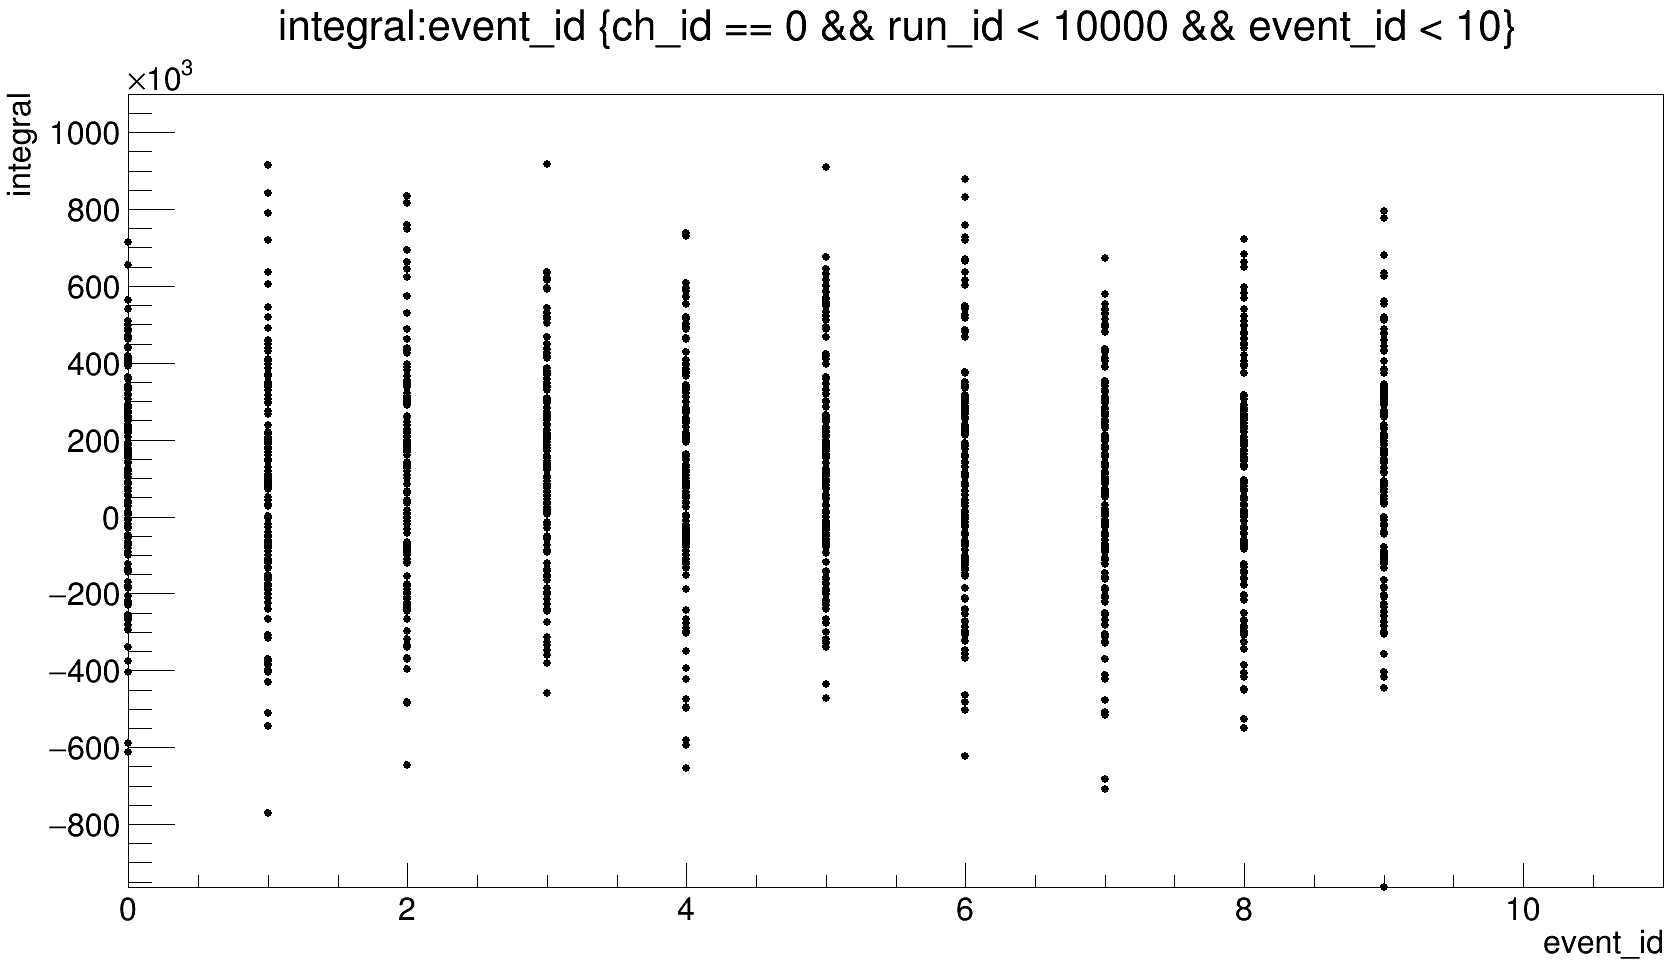 integral:event_id {ch_id == 0 && run_id < 10000 && event_id < 10}
×10³
integral
1000
800
600
400
200
0
−200
−400
−600
−800
0 2 4 6 8 10
event_id